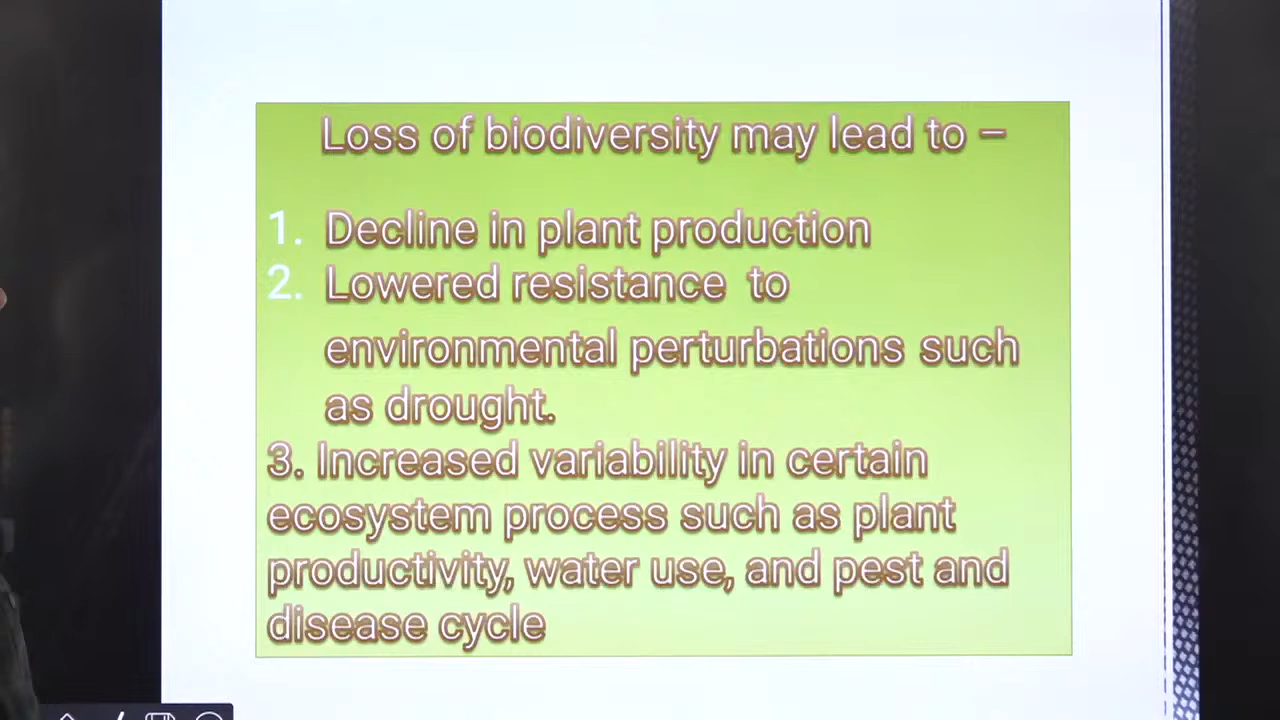 Loss of biodiversity may lead to –
1. Decline in plant production
2. Lowered resistance to
environmental perturbations such
as drought.
3. Increased variability in certain
ecosystem process such as plant
productivity, water use, and pest and
disease cycle